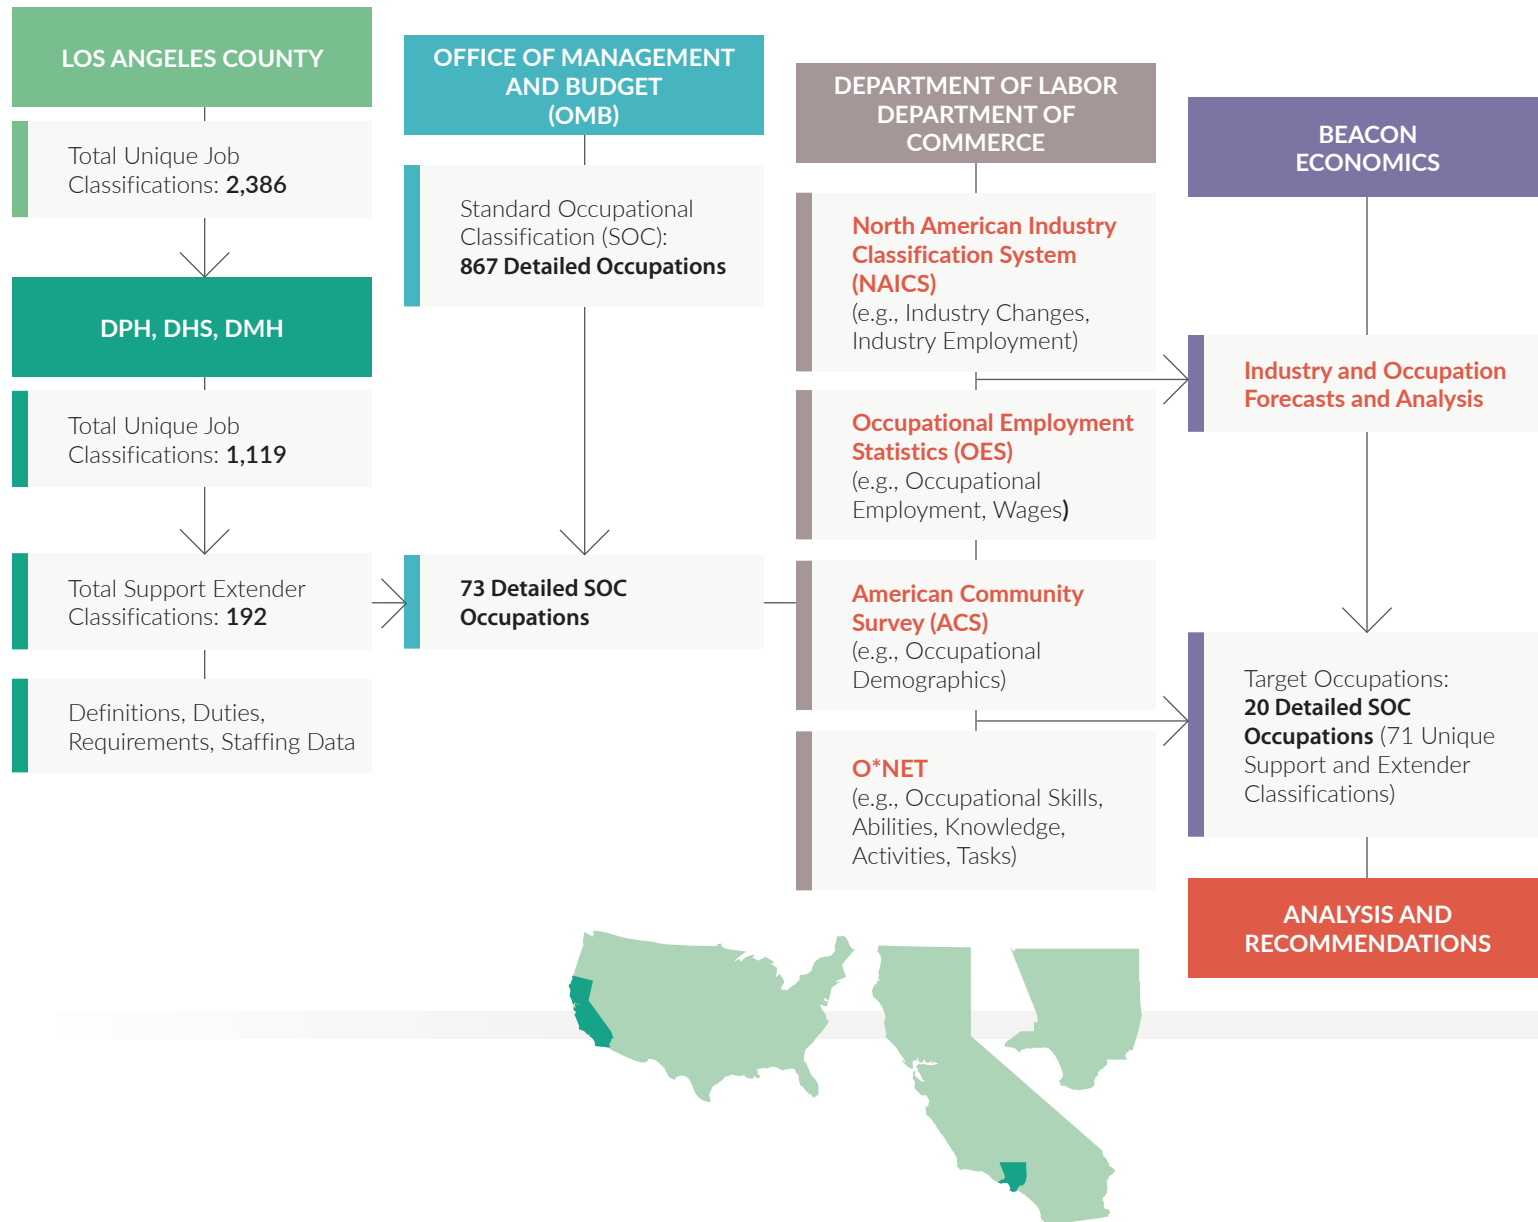 LOS ANGELES COUNTY
Total Unique Job
Classifications: 2,386
DPH, DHS, DMH
Total Unique Job
Classifications: 1,119
Total Support Extender
Classifications: 192
Definitions, Duties,
Requirements, Staffing Data
OFFICE OF MANAGEMENT
AND BUDGET
(OMB)
Standard Occupational
Classification (SOC):
867 Detailed Occupations
73 Detailed SOC
Occupations
DEPARTMENT OF LABOR
DEPARTMENT OF
COMMERCE
North American Industry
Classification System
(NAICS)
(e.g., Industry Changes,
Industry Employment)
Occupational Employment
Statistics (OES)
(e.g., Occupational
Employment, Wages)
American Community
Survey (ACS)
(e.g., Occupational
Demographics)
O*NET
(e.g., Occupational Skills,
Abilities, Knowledge,
Activities, Tasks)
BEACON
ECONOMICS
Industry and Occupation
Forecasts and Analysis
Target Occupations:
20 Detailed SOC
Occupations (71 Unique
Support and Extender
Classifications)
ANALYSIS AND
RECOMMENDATIONS